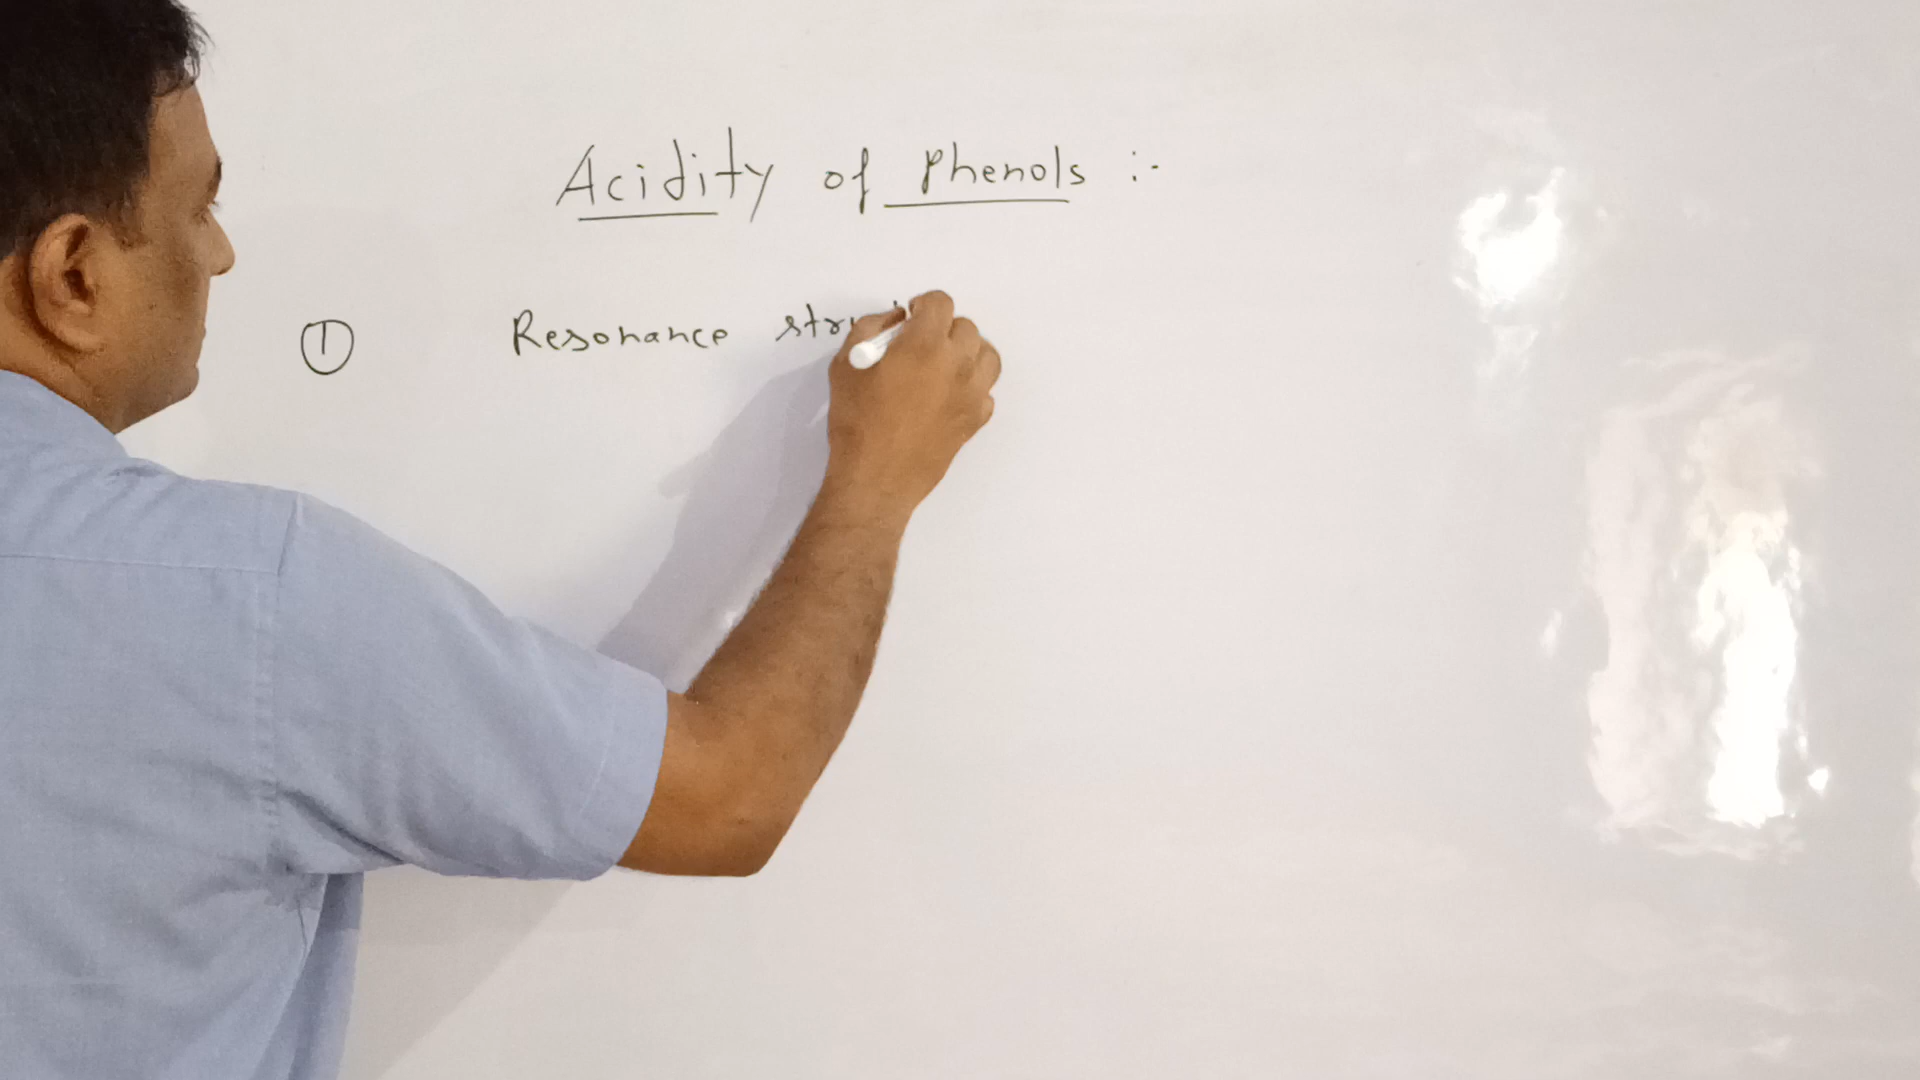 Acidity of Phenols :-
① Resonance